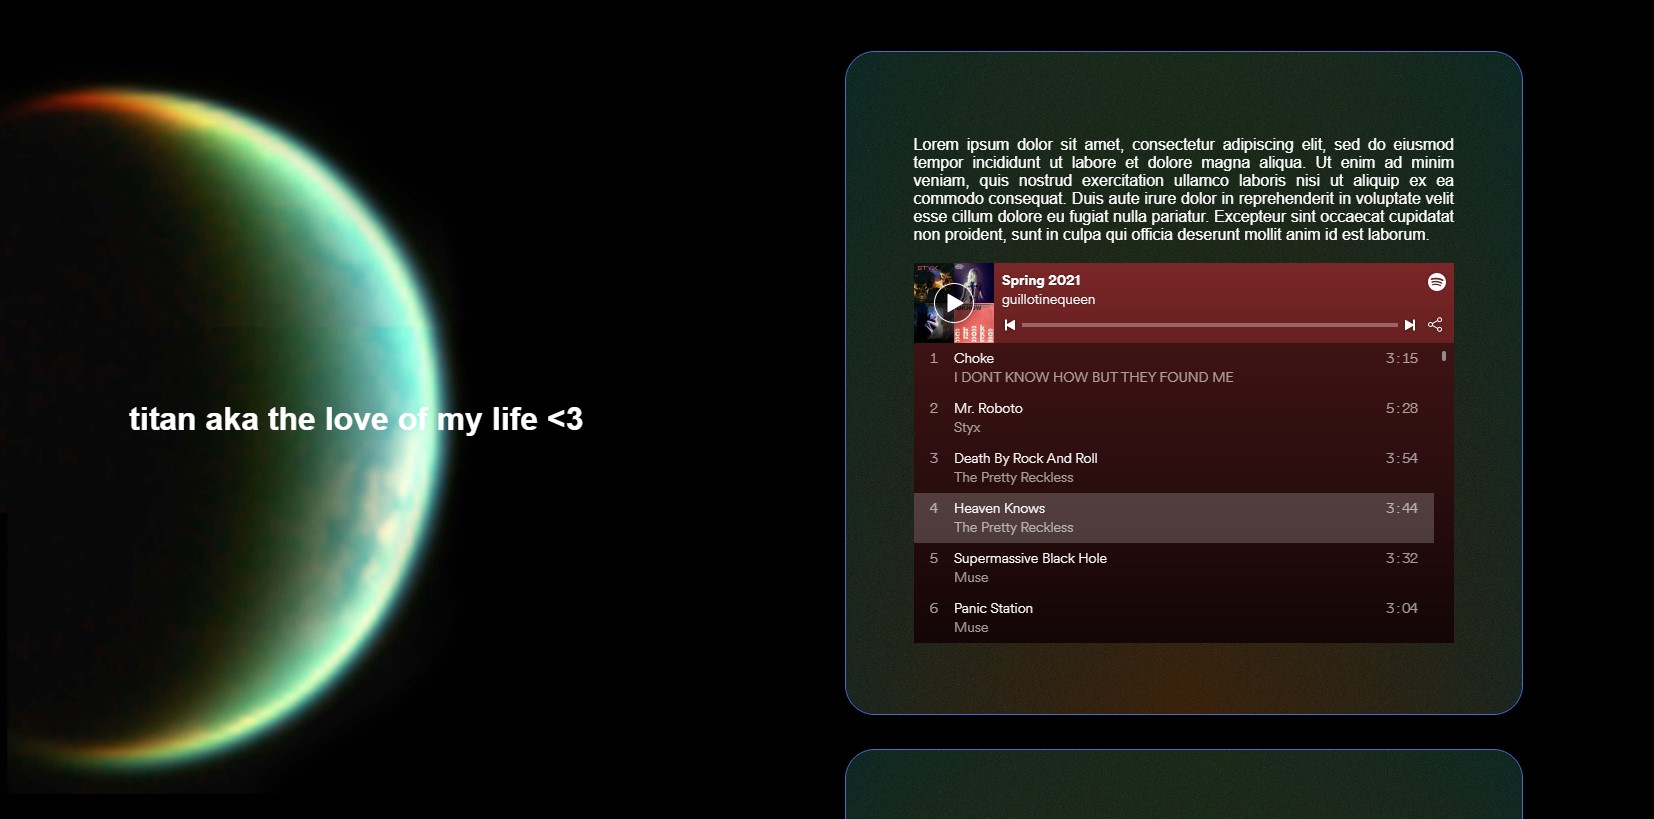 titan aka the love of my life <3
Lorem ipsum dolor sit amet, consectetur adipiscing elit, sed do eiusmod
tempor incididunt ut labore et dolore magna aliqua. Ut enim ad minim
veniam, quis nostrud exercitation ullamco laboris nisi ut aliquip ex ea
commodo consequat. Duis aute irure dolor in reprehenderit in voluptate velit
esse cillum dolore eu fugiat nulla pariatur. Excepteur sint occaecat cupidatat
non proident, sunt in culpa qui officia deserunt mollit anim id est laborum.
STYX
Spring 2021
guillotinequeen
1 Choke 3:15
I DONT KNOW HOW BUT THEY FOUND ME
2 Mr. Roboto 5:28
Styx
3 Death By Rock And Roll 3:54
The Pretty Reckless
4 Heaven Knows 3:44
The Pretty Reckless
5 Supermassive Black Hole 3:32
Muse
6 Panic Station 3:04
Muse